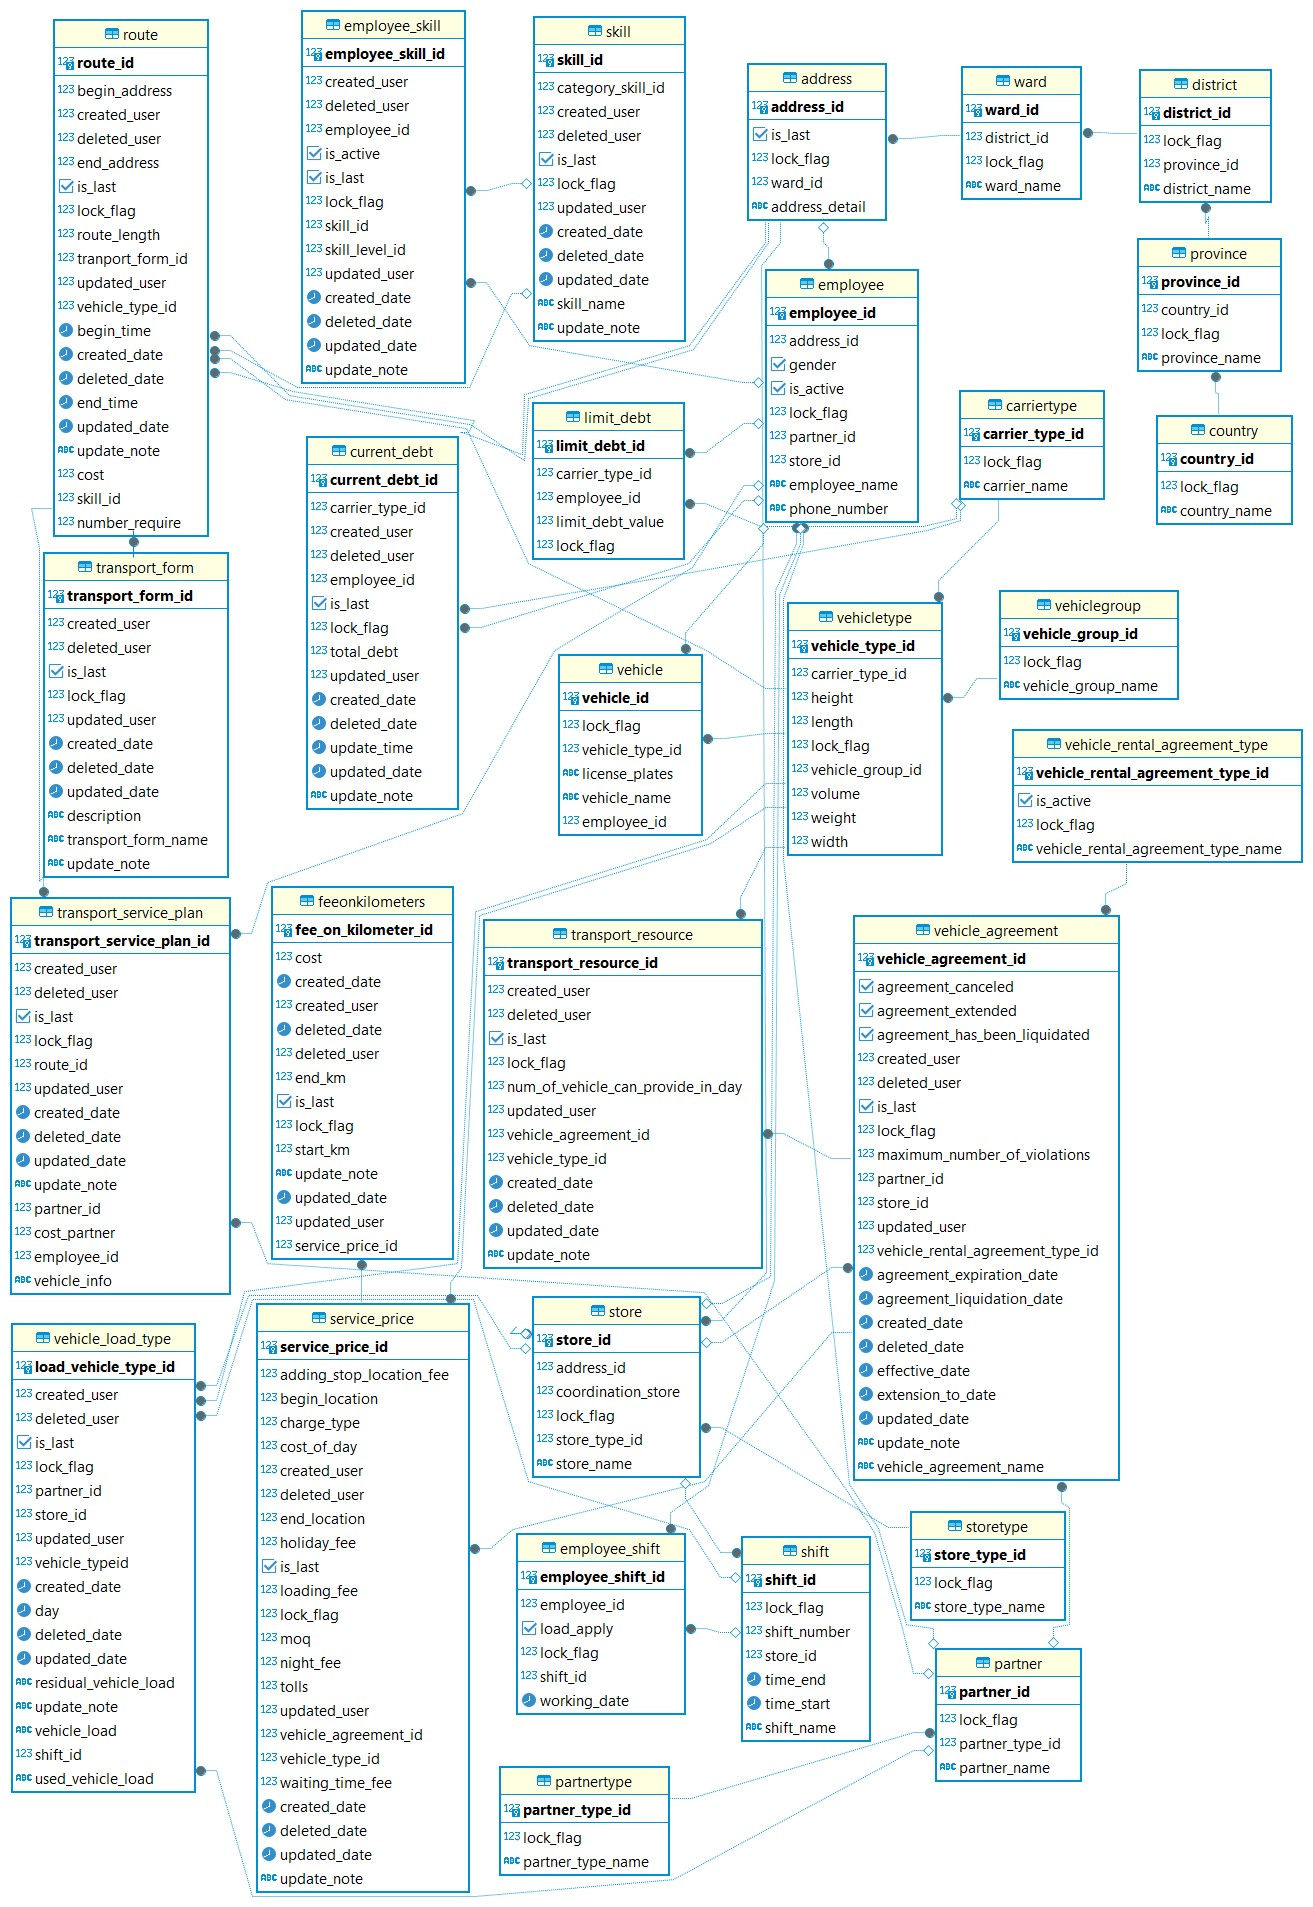 route
route_id
begin_address
created_user
deleted_user
end_address
is_last
lock_flag
route_length
tranport_form_id
updated_user
vehicle_type_id
begin_time
created_date
deleted_date
end_time
updated_date
update_note
cost
skill_id
number_require
employee_skill
employee_skill_id
created_user
deleted_user
employee_id
is_active
is_last
lock_flag
skill_id
skill_level_id
updated_user
created_date
deleted_date
updated_date
update_note
skill
skill_id
category_skill_id
created_user
deleted_user
is_last
lock_flag
updated_user
created_date
deleted_date
updated_date
skill_name
update_note
address
address_id
is_last
lock_flag
ward_id
address_detail
ward
ward_id
district_id
lock_flag
ward_name
district
district_id
lock_flag
province_id
district_name
province
province_id
country_id
lock_flag
province_name
employee
employee_id
address_id
gender
is_active
lock_flag
partner_id
store_id
employee_name
phone_number
carriertype
carrier_type_id
lock_flag
carrier_name
country
country_id
lock_flag
country_name
limit_debt
limit_debt_id
carrier_type_id
employee_id
limit_debt_value
lock_flag
current_debt
current_debt_id
carrier_type_id
created_user
deleted_user
employee_id
is_last
lock_flag
total_debt
updated_user
created_date
deleted_date
update_time
updated_date
update_note
transport_form
transport_form_id
created_user
deleted_user
is_last
lock_flag
updated_user
created_date
deleted_date
updated_date
description
transport_form_name
update_note
vehicle
vehicle_id
lock_flag
vehicle_type_id
license_plates
vehicle_name
employee_id
vehicletype
vehicle_type_id
carrier_type_id
height
length
lock_flag
vehicle_group_id
volume
weight
width
vehiclegroup
vehicle_group_id
lock_flag
vehicle_group_name
vehicle_rental_agreement_type
vehicle_rental_agreement_type_id
is_active
lock_flag
vehicle_rental_agreement_type_name
transport_service_plan
transport_service_plan_id
created_user
deleted_user
is_last
lock_flag
route_id
updated_user
created_date
deleted_date
updated_date
update_note
partner_id
cost_partner
employee_id
vehicle_info
feeonkilometers
fee_on_kilometer_id
cost
created_date
created_user
deleted_date
deleted_user
end_km
is_last
lock_flag
start_km
update_note
updated_date
updated_user
service_price_id
transport_resource
transport_resource_id
created_user
deleted_user
is_last
lock_flag
num_of_vehicle_can_provide_in_day
updated_user
vehicle_agreement_id
vehicle_type_id
created_date
deleted_date
updated_date
update_note
vehicle_agreement
vehicle_agreement_id
agreement_canceled
agreement_extended
agreement_has_been_liquidated
created_user
deleted_user
is_last
lock_flag
maximum_number_of_violations
partner_id
store_id
updated_user
vehicle_rental_agreement_type_id
agreement_expiration_date
agreement_liquidation_date
created_date
deleted_date
effective_date
extension_to_date
updated_date
update_note
vehicle_agreement_name
vehicle_load_type
load_vehicle_type_id
created_user
deleted_user
is_last
lock_flag
partner_id
store_id
updated_user
vehicle_typeid
created_date
day
deleted_date
updated_date
residual_vehicle_load
update_note
vehicle_load
shift_id
used_vehicle_load
service_price
service_price_id
adding_stop_location_fee
begin_location
charge_type
cost_of_day
created_user
deleted_user
end_location
holiday_fee
is_last
loading_fee
lock_flag
moq
night_fee
tolls
updated_user
vehicle_agreement_id
vehicle_type_id
waiting_time_fee
created_date
deleted_date
updated_date
update_note
store
store_id
address_id
coordination_store
lock_flag
store_type_id
store_name
employee_shift
employee_shift_id
employee_id
load_apply
lock_flag
shift_id
working_date
shift
shift_id
lock_flag
shift_number
store_id
time_end
time_start
shift_name
storetype
store_type_id
lock_flag
store_type_name
partner
partner_id
lock_flag
partner_type_id
partner_name
partnertype
partner_type_id
lock_flag
partner_type_name